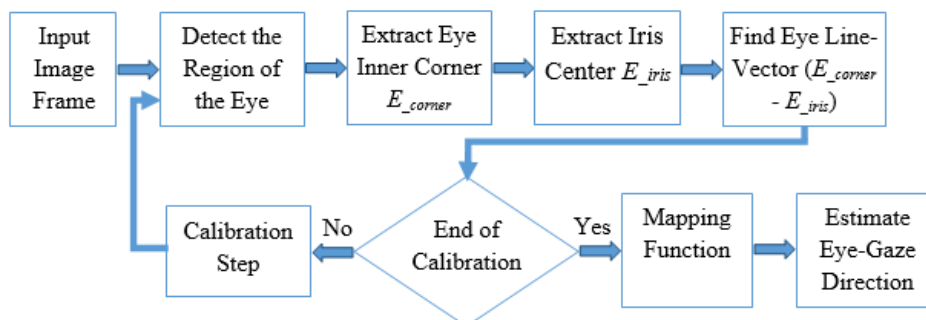 Input
Image
Frame
Detect the
Region of
the Eye
Extract Eye
Inner Corner
E_corner
Extract Iris
Center E_iris
Find Eye Line-
Vector (E_corner
- E_iris)
Calibration
Step
No
End of
Calibration
Yes
Mapping
Function
Estimate
Eye-Gaze
Direction